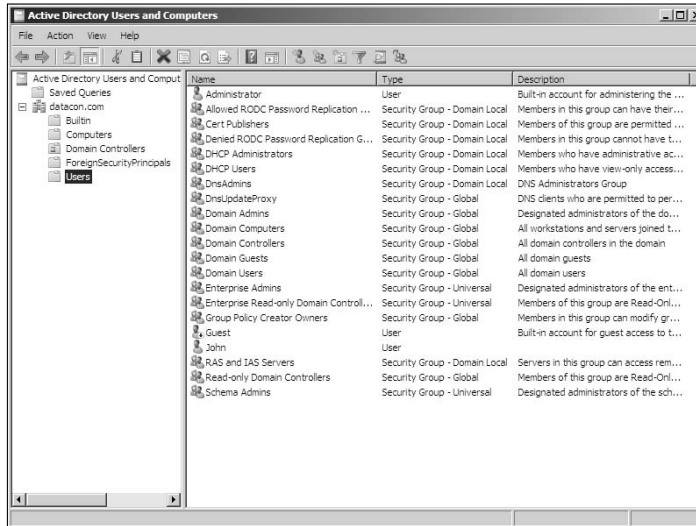 Active Directory Users and Computers
File Action View Help
Active Directory Users and Comput
Saved Queries
datacon.com
Builtin
Computers
Domain Controllers
ForeignSecurityPrincipals
Users
Name Type Description
Administrator User Built-in account for administering the ...
Allowed RODC Password Replication ... Security Group - Domain Local Members in this group can have their...
Cert Publishers Security Group - Domain Local Members of this group are permitted ...
Denied RODC Password Replication G... Security Group - Domain Local Members in this group cannot have t...
DHCP Administrators Security Group - Domain Local Members who have administrative ac...
DHCP Users Security Group - Domain Local Members who have view-only access...
DnsAdmins Security Group - Domain Local DNS Administrators Group
DnsUpdateProxy Security Group - Global DNS clients who are permitted to per...
Domain Admins Security Group - Global Designated administrators of the do...
Domain Computers Security Group - Global All workstations and servers joined t...
Domain Controllers Security Group - Global All domain controllers in the domain
Domain Guests Security Group - Global All domain guests
Domain Users Security Group - Global All domain users
Enterprise Admins Security Group - Universal Designated administrators of the ent...
Enterprise Read-only Domain Controll... Security Group - Universal Members of this group are Read-Onl...
Group Policy Creator Owners Security Group - Global Members in this group can modify gr...
Guest User Built-in account for guest access to t...
John User
RAS and IAS Servers Security Group - Domain Local Servers in this group can access rem...
Read-only Domain Controllers Security Group - Global Members of this group are Read-Onl...
Schema Admins Security Group - Universal Designated administrators of the sch...